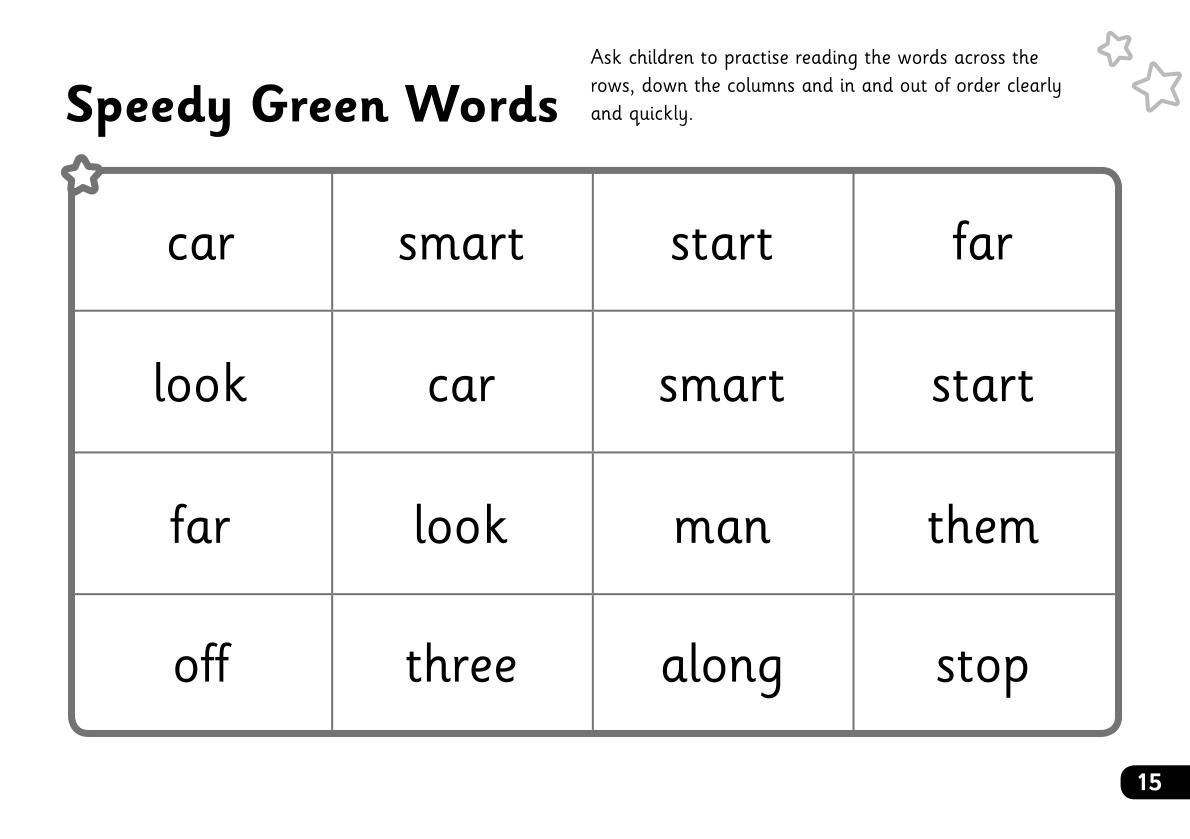 Speedy Green Words
Ask children to practise reading the words across the
rows, down the columns and in and out of order clearly
and quickly.
car smart start far
look car smart start
far look man them
off three along stop
15